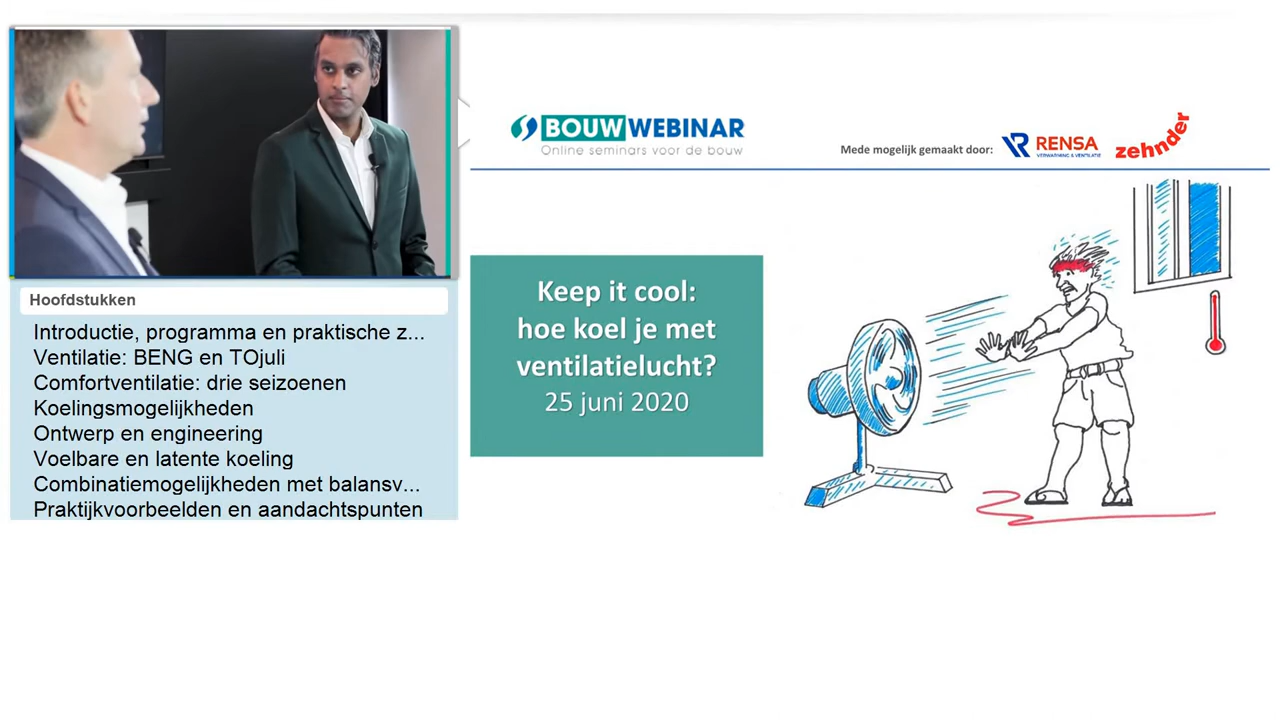 BOUWWEBINAR
Online seminars voor de bouw
Mede mogelijk gemaakt door:
RENSA
VERWARMING & VENTILATIE
zehnder
Keep it cool:
hoe koel je met
ventilatielucht?
25 juni 2020
Hoofdstukken
Introductie, programma en praktische z...
Ventilatie: BENG en TOjuli
Comfortventilatie: drie seizoenen
Koelingsmogelijkheden
Ontwerp en engineering
Voelbare en latente koeling
Combinatiemogelijkheden met balansv...
Praktijkvoorbeelden en aandachtspunten